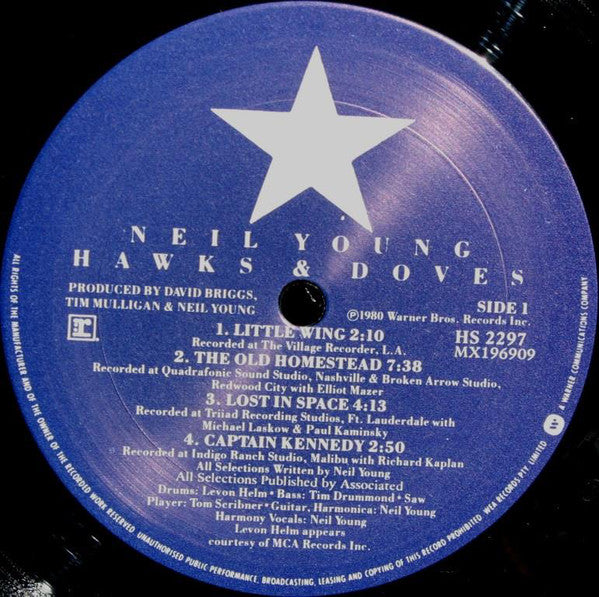 NEIL YOUNG
HAWKS & DOVES
PRODUCED BY DAVID BRIGGS,
TIM MULLIGAN & NEIL YOUNG
SIDE 1
Ⓟ1980 Warner Bros. Records Inc.
HS 2297
MX196909
1. LITTLE WING 2:10
Recorded at The Village Recorder, L.A.
2. THE OLD HOMESTEAD 7:38
Recorded at Quadrafonic Sound Studio, Nashville & Broken Arrow Studio,
Redwood City with Elliot Mazer
3. LOST IN SPACE 4:13
Recorded at Triiad Recording Studios, Ft. Lauderdale with
Michael Laskow & Paul Kaminsky
4. CAPTAIN KENNEDY 2:50
Recorded at Indigo Ranch Studio, Malibu with Richard Kaplan
All Selections Written by Neil Young
All Selections Published by Associated
Drums: Levon Helm • Bass: Tim Drummond • Saw
Player: Tom Scribner • Guitar, Harmonica: Neil Young
Harmony Vocals: Neil Young
Levon Helm appears
courtesy of MCA Records Inc.
ALL RIGHTS OF THE MANUFACTURER AND OF THE OWNER OF THE RECORDED WORK RESERVED. UNAUTHORISED PUBLIC PERFORMANCE, BROADCASTING, LEASING AND COPYING OF THIS RECORD PROHIBITED. WEA RECORDS PTY. LIMITED
A WARNER COMMUNICATIONS COMPANY